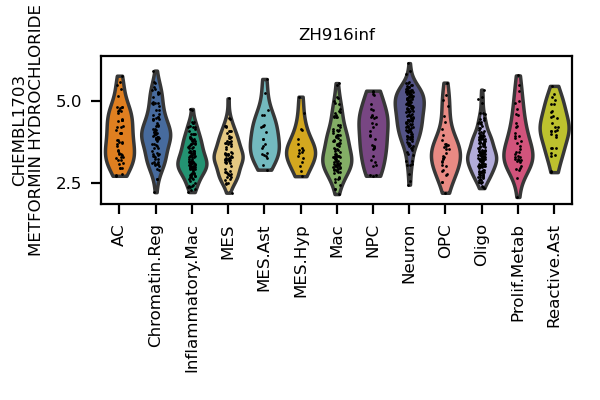 ZH916inf
CHEMBL1703
METFORMIN HYDROCHLORIDE
5.0
2.5
AC
Chromatin.Reg
Inflammatory.Mac
MES
MES.Ast
MES.Hyp
Mac
NPC
Neuron
OPC
Oligo
Prolif.Metab
Reactive.Ast